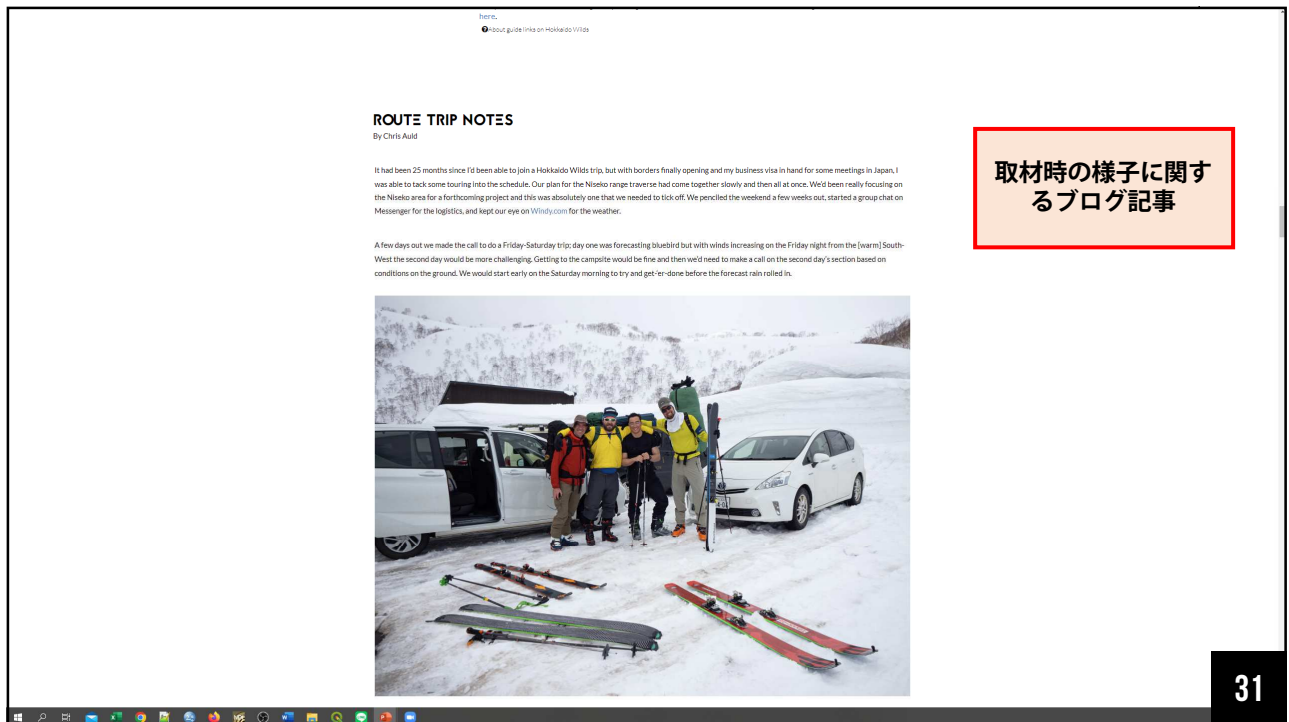 here.
About guide links on Hokkaido Wilds
ROUTE TRIP NOTES
By Chris Auld
It had been 25 months since I'd been able to join a Hokkaido Wilds trip, but with borders finally opening and my business visa in hand for some meetings in Japan, I
was able to tack some touring into the schedule. Our plan for the Niseko range traverse had come together slowly and then all at once. We'd been really focusing on
the Niseko area for a forthcoming project and this was absolutely one that we needed to tick off. We penciled the weekend a few weeks out, started a group chat on
Messenger for the logistics, and kept our eye on Windy.com for the weather.
A few days out we made the call to do a Friday-Saturday trip; day one was forecasting bluebird but with winds increasing on the Friday night from the [warm] South-
West the second day would be more challenging. Getting to the campsite would be fine and then we'd need to make a call on the second day's section based on
conditions on the ground. We would start early on the Saturday morning to try and get-'er-done before the forecast rain rolled in.
取材時の様子に関す
るブログ記事
31